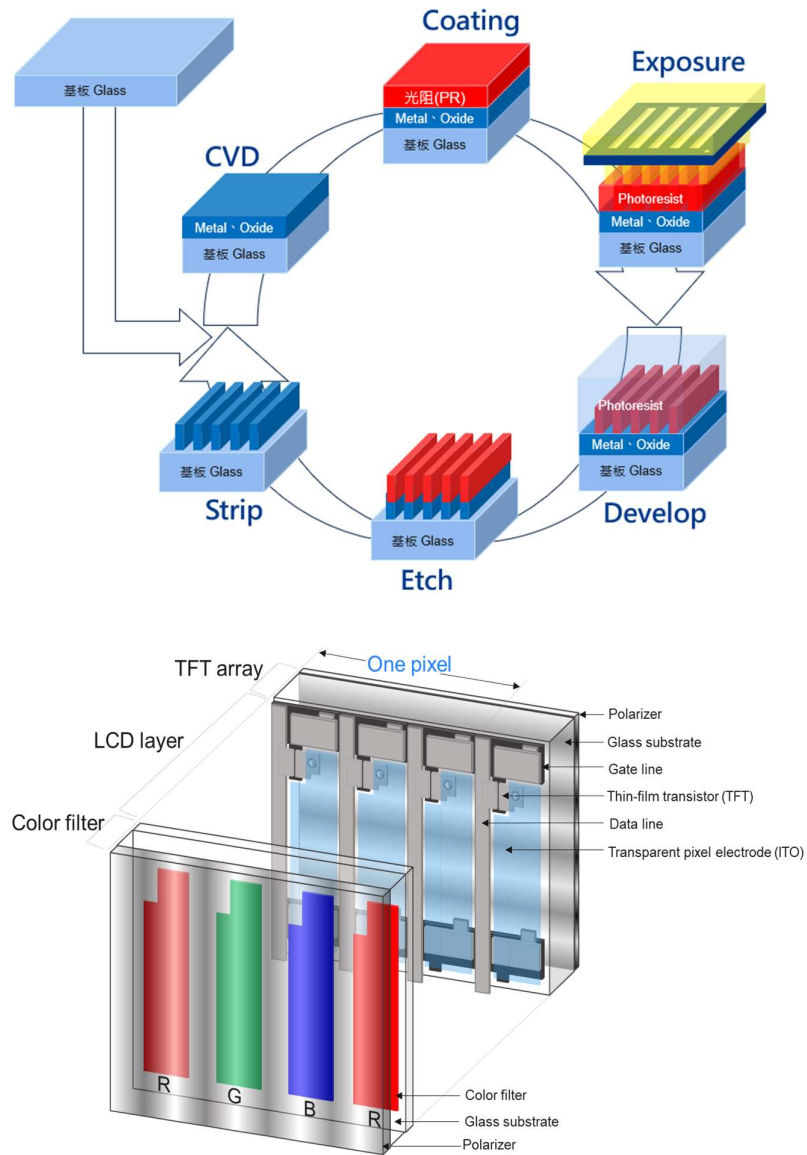 Coating
Exposure
基板 Glass
光阻(PR)
Metal、Oxide
基板 Glass
CVD
Metal、Oxide
基板 Glass
Photoresist
Metal、Oxide
基板 Glass
Photoresist
Metal、Oxide
基板 Glass
Develop
基板 Glass
Etch
基板 Glass
Strip
TFT array
One pixel
LCD layer
Color filter
Polarizer
Glass substrate
Gate line
Thin-film transistor (TFT)
Data line
Transparent pixel electrode (ITO)
R
G
B
R
Color filter
Glass substrate
Polarizer